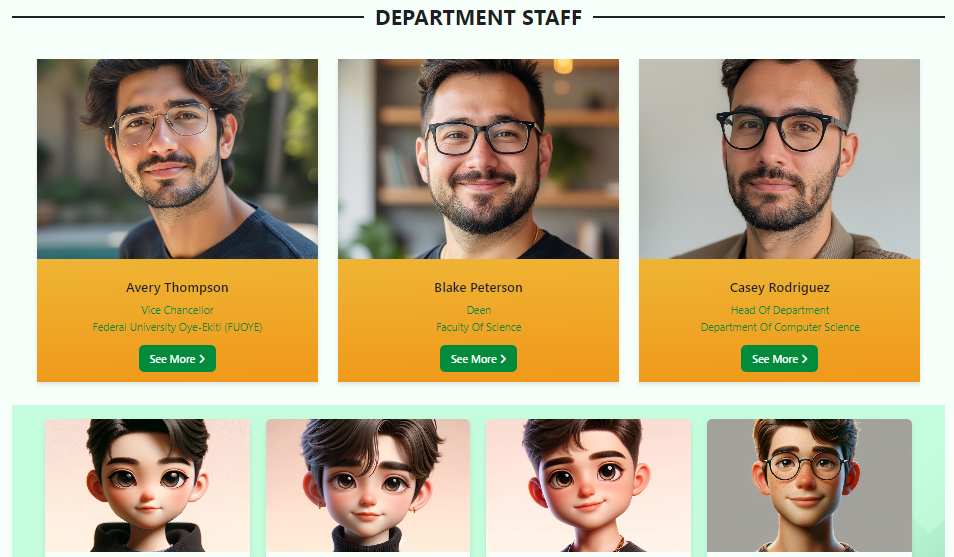 DEPARTMENT STAFF
Avery Thompson
Vice Chancellor
Federal University Oye-Ekiti (FUOYE)
See More
Blake Peterson
Deen
Faculty Of Science
See More
Casey Rodriguez
Head Of Department
Department Of Computer Science
See More